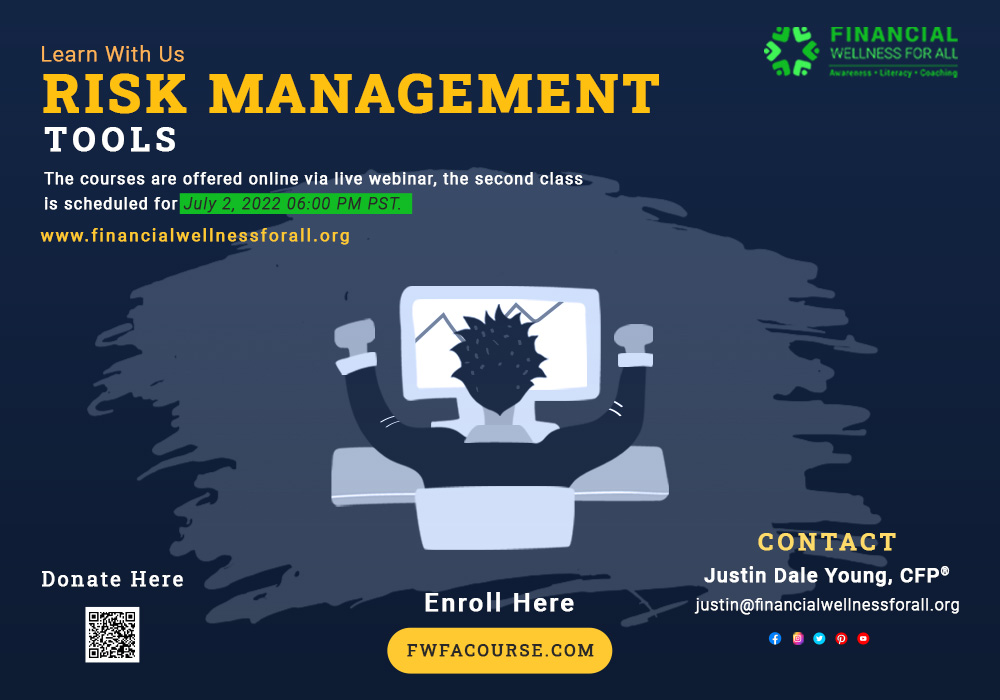 Learn With Us
RISK MANAGEMENT
TOOLS
FINANCIAL
WELLNESS FOR ALL
Awareness • Literacy • Coaching
The courses are offered online via live webinar, the second class
is scheduled for July 2, 2022 06:00 PM PST.
www.financialwellnessforall.org
Donate Here
Enroll Here
FWFACOURSE.COM
CONTACT
Justin Dale Young, CFP®
justin@financialwellnessforall.org